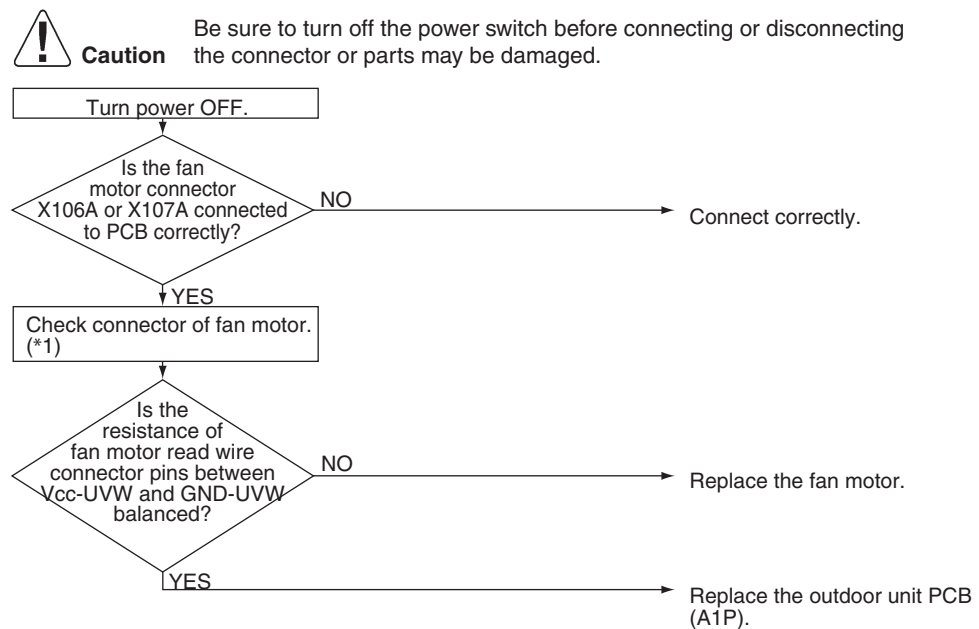 Be sure to turn off the power switch before connecting or disconnecting
Caution the connector or parts may be damaged.
Turn power OFF.
Is the fan
motor connector
X106A or X107A connected
to PCB correctly?
NO
Connect correctly.
YES
Check connector of fan motor.
(*1)
Is the
resistance of
fan motor read wire
connector pins between
Vcc-UVW and GND-UVW
balanced?
NO
Replace the fan motor.
YES
Replace the outdoor unit PCB
(A1P).